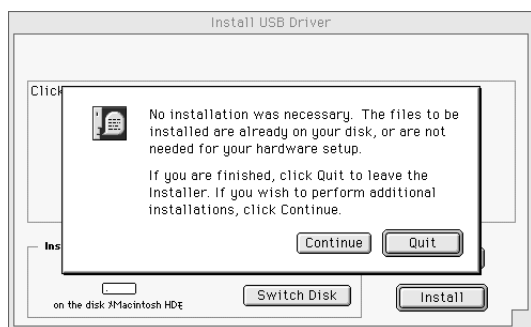 Install USB Driver
Click
No installation was necessary. The files to be
installed are already on your disk, or are not
needed for your hardware setup.
If you are finished, click Quit to leave the
Installer. If you wish to perform additional
installations, click Continue.
Continue
Quit
Ins
on the disk “Macintosh HD”
Switch Disk
Install